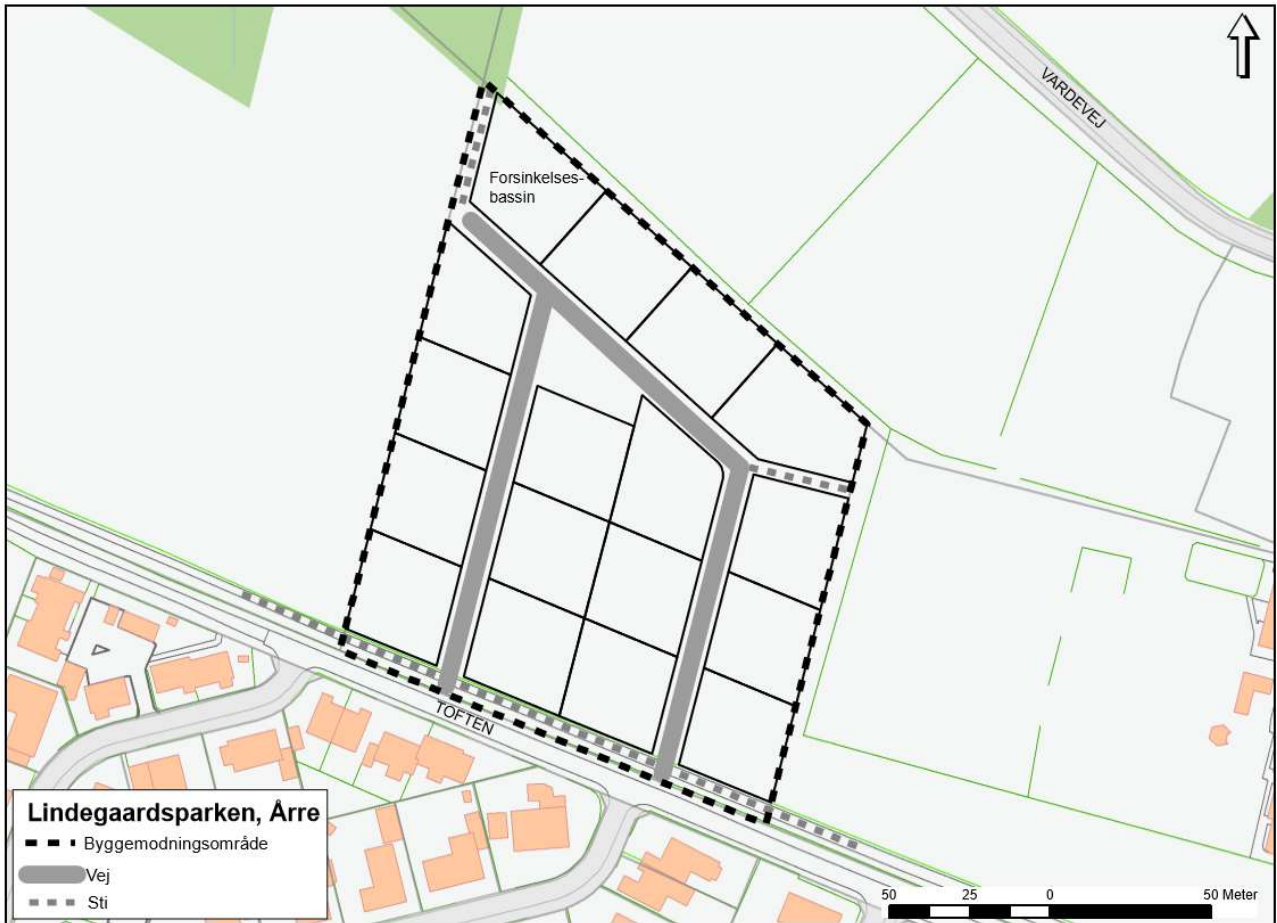 VARDEVEJ
Forsinkelses-
bassin
TOFTEN
Lindegaardsparken, Årre
Byggemodningsområde
Vej
Sti
50 25 0 50 Meter